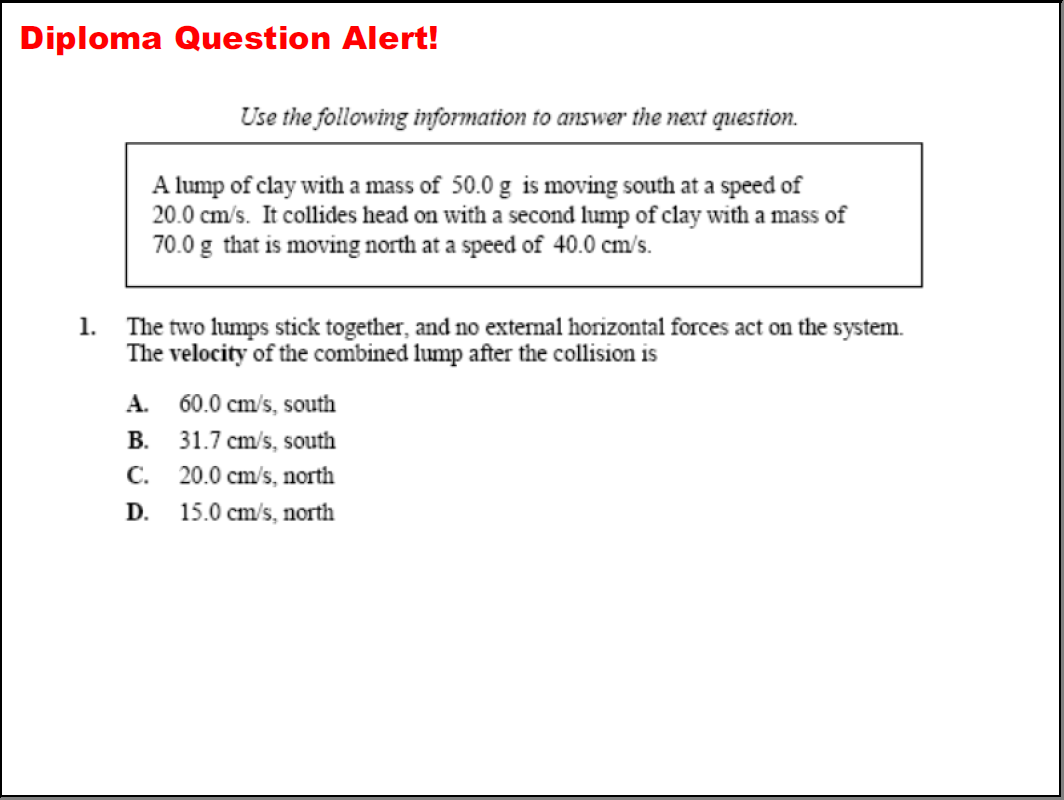 Diploma Question Alert!
Use the following information to answer the next question.
A lump of clay with a mass of 50.0 g is moving south at a speed of
20.0 cm/s. It collides head on with a second lump of clay with a mass of
70.0 g that is moving north at a speed of 40.0 cm/s.
1. The two lumps stick together, and no external horizontal forces act on the system.
The velocity of the combined lump after the collision is
A. 60.0 cm/s, south
B. 31.7 cm/s, south
C. 20.0 cm/s, north
D. 15.0 cm/s, north